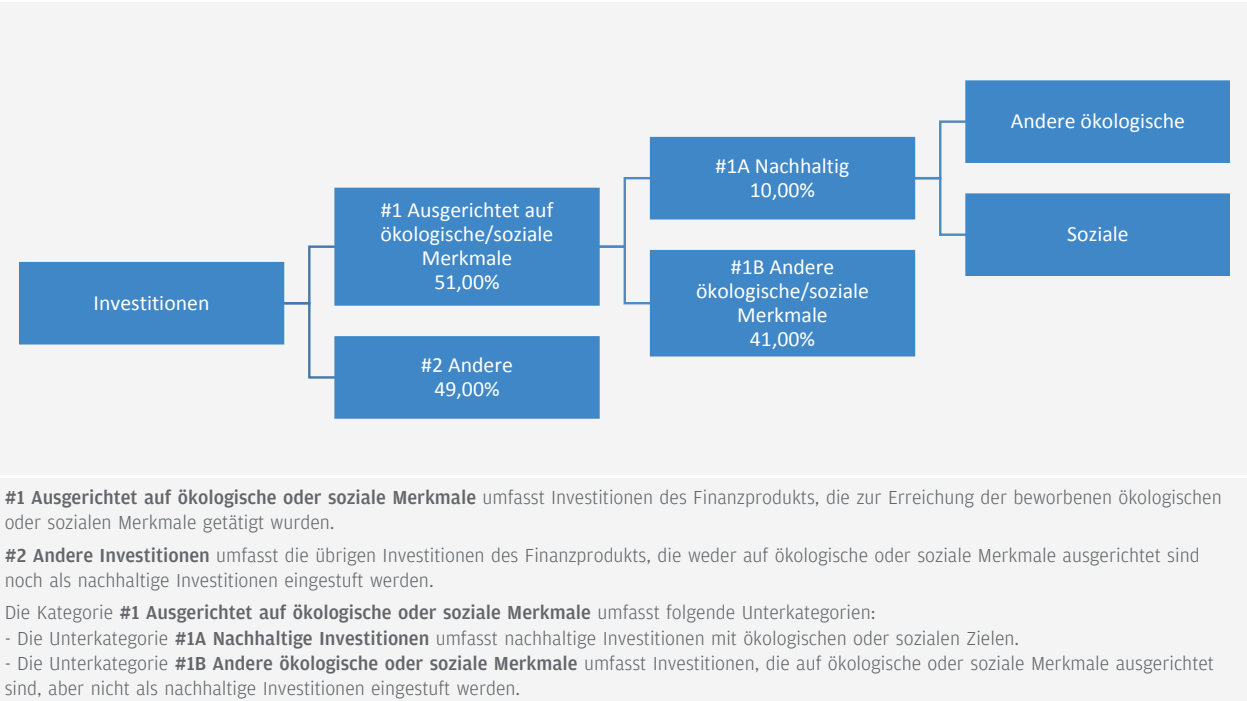 Investitionen
#1 Ausgerichtet auf
ökologische/soziale
Merkmale
51,00%
#2 Andere
49,00%
#1A Nachhaltig
10,00%
#1B Andere
ökologische/soziale
Merkmale
41,00%
Andere ökologische
Soziale
#1 Ausgerichtet auf ökologische oder soziale Merkmale umfasst Investitionen des Finanzprodukts, die zur Erreichung der beworbenen ökologischen
oder sozialen Merkmale getätigt wurden.
#2 Andere Investitionen umfasst die übrigen Investitionen des Finanzprodukts, die weder auf ökologische oder soziale Merkmale ausgerichtet sind
noch als nachhaltige Investitionen eingestuft werden.
Die Kategorie #1 Ausgerichtet auf ökologische oder soziale Merkmale umfasst folgende Unterkategorien:
- Die Unterkategorie #1A Nachhaltige Investitionen umfasst nachhaltige Investitionen mit ökologischen oder sozialen Zielen.
- Die Unterkategorie #1B Andere ökologische oder soziale Merkmale umfasst Investitionen, die auf ökologische oder soziale Merkmale ausgerichtet
sind, aber nicht als nachhaltige Investitionen eingestuft werden.